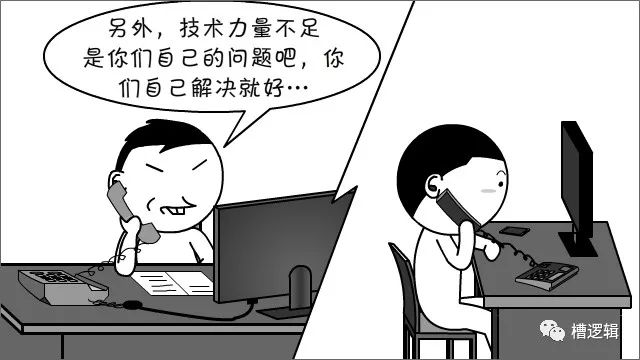 另外，技术力量不足
是你们自己的问题吧，你
们自己解决就好…
槽逻辑